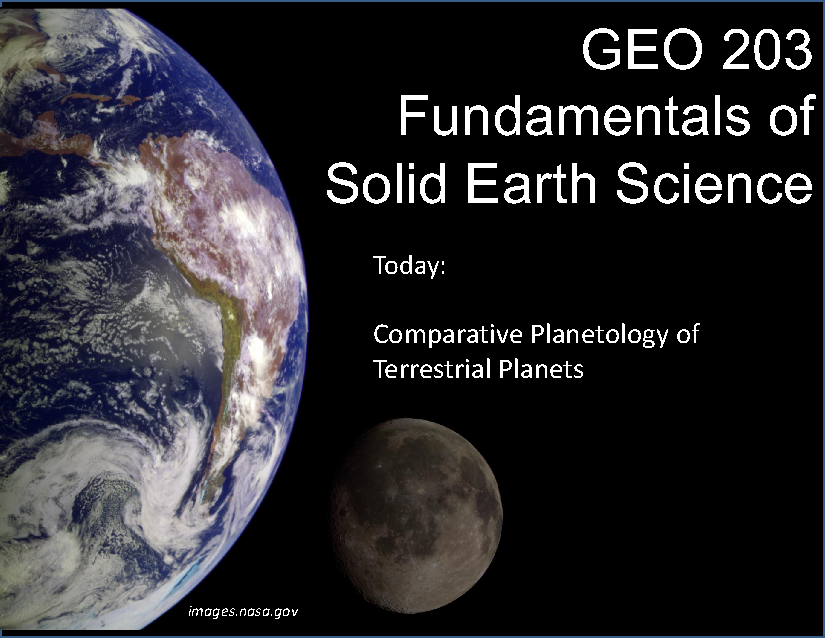 GEO 203
Fundamentals of
Solid Earth Science
Today:
Comparative Planetology of
Terrestrial Planets
images.nasa.gov